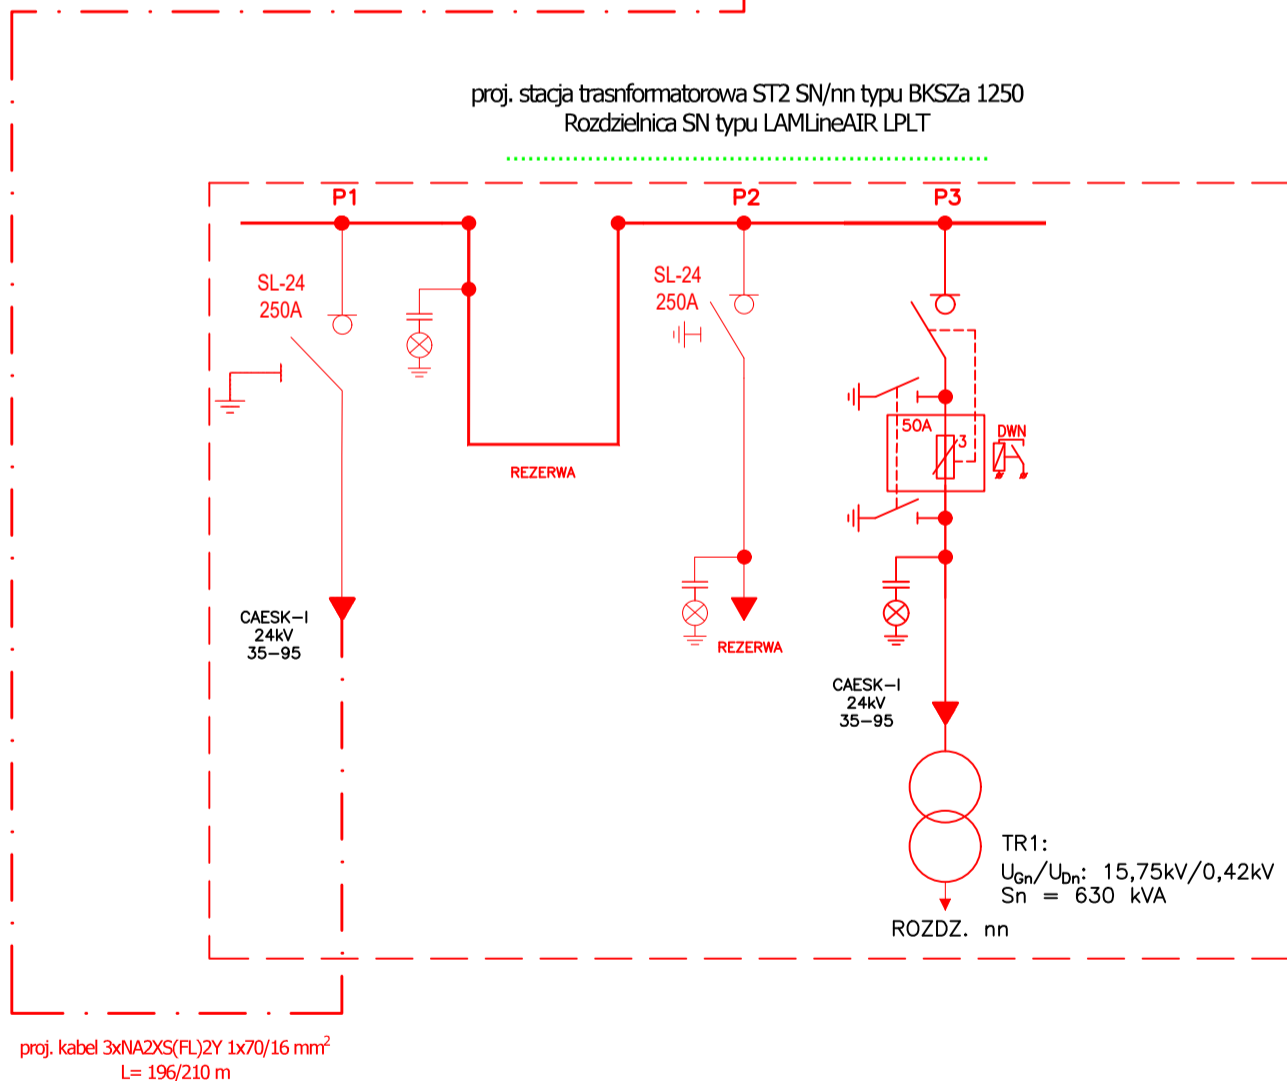 proj. stacja trasnformatorowa ST2 SN/nn typu BKSZa 1250
Rozdzielnica SN typu LAMLineAIR LPLT
P1
P2
P3
SL-24
250A
SL-24
250A
50A
3
DWN
REZERWA
CAESK-I
24kV
35-95
REZERWA
CAESK-I
24kV
35-95
TR1:
UGn/UDn: 15,75kV/0,42kV
Sn = 630 kVA
ROZDZ. nn
proj. kabel 3xNA2XS(FL)2Y 1x70/16 mm²
L= 196/210 m